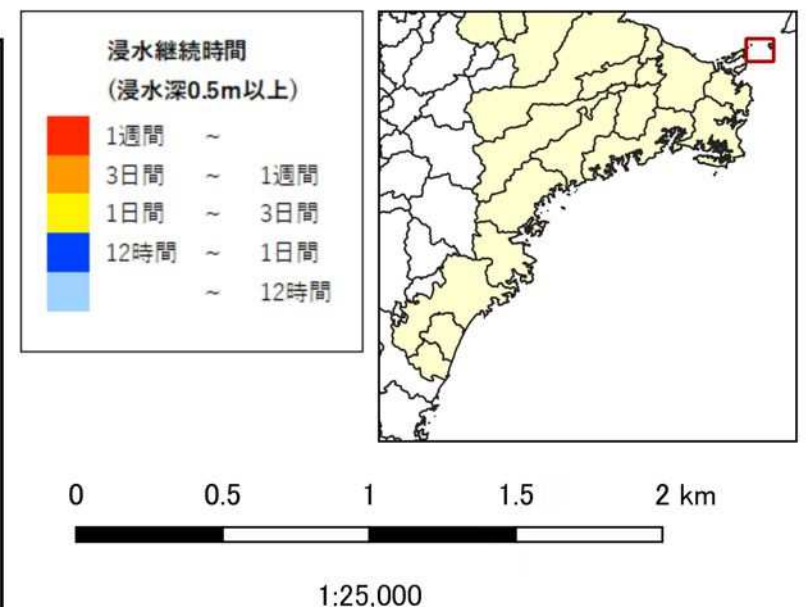 浸水継続時間
(浸水深0.5m以上)
1週間 ~
3日間 ~ 1週間
1日間 ~ 3日間
12時間 ~ 1日間
~ 12時間
0 0.5 1 1.5 2 km
1:25,000